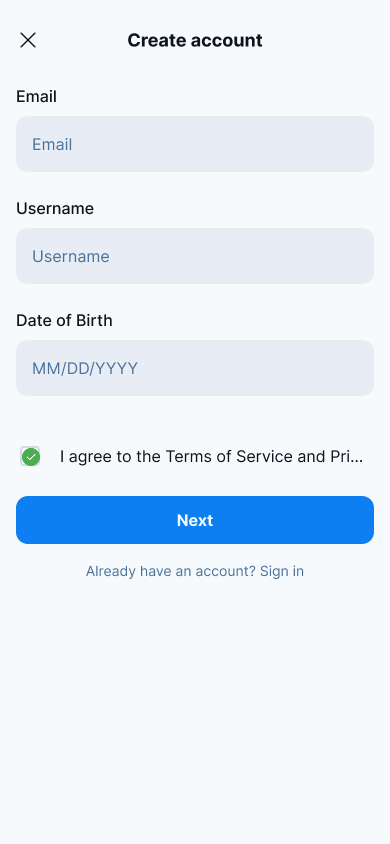 Create account
Email
Email
Username
Username
Date of Birth
MM/DD/YYYY
I agree to the Terms of Service and Pri...
Next
Already have an account? Sign in